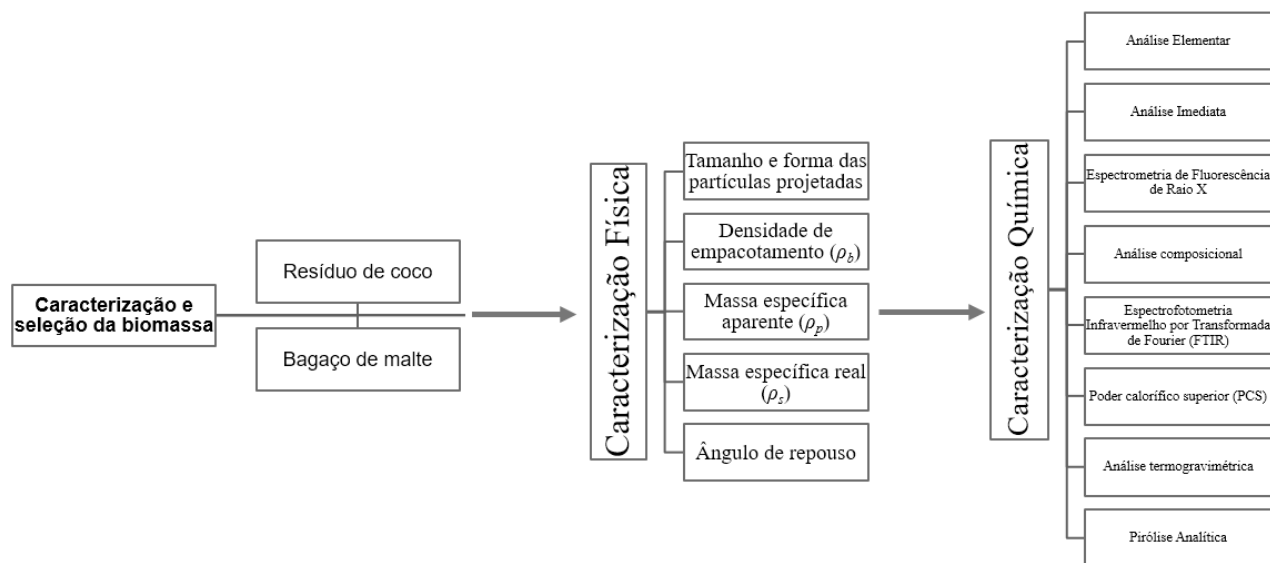 Caracterização e
seleção da biomassa
Resíduo de coco
Bagaço de malte
Caracterização Física
Tamanho e forma das
partículas projetadas
Densidade de
empacotamento (ρ_b)
Massa específica
aparente (ρ_p)
Massa específica real
(ρ_s)
Ângulo de repouso
Caracterização Química
Análise Elementar
Análise Imediata
Espectrometria de Fluorescência
de Raio X
Análise composicional
Espectrofotometria
Infravermelho por Transformada
de Fourier (FTIR)
Poder calorífico superior (PCS)
Análise termogravimétrica
Pirólise Analítica